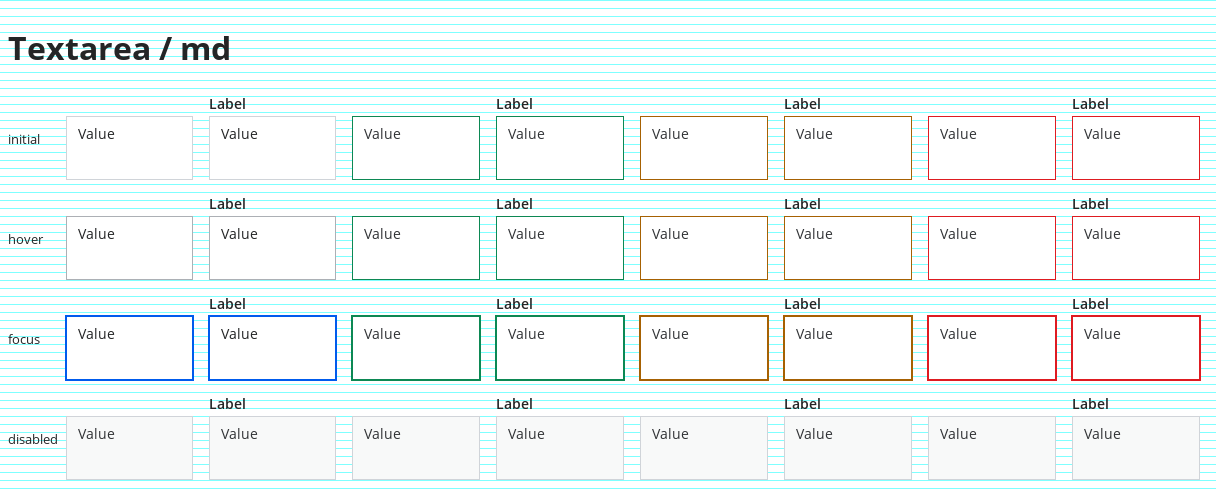 Textarea / md
Label Label Label Label
initial Value Value Value Value Value Value Value Value
Label Label Label Label
hover Value Value Value Value Value Value Value Value
Label Label Label Label
focus Value Value Value Value Value Value Value Value
Label Label Label Label
disabled Value Value Value Value Value Value Value Value